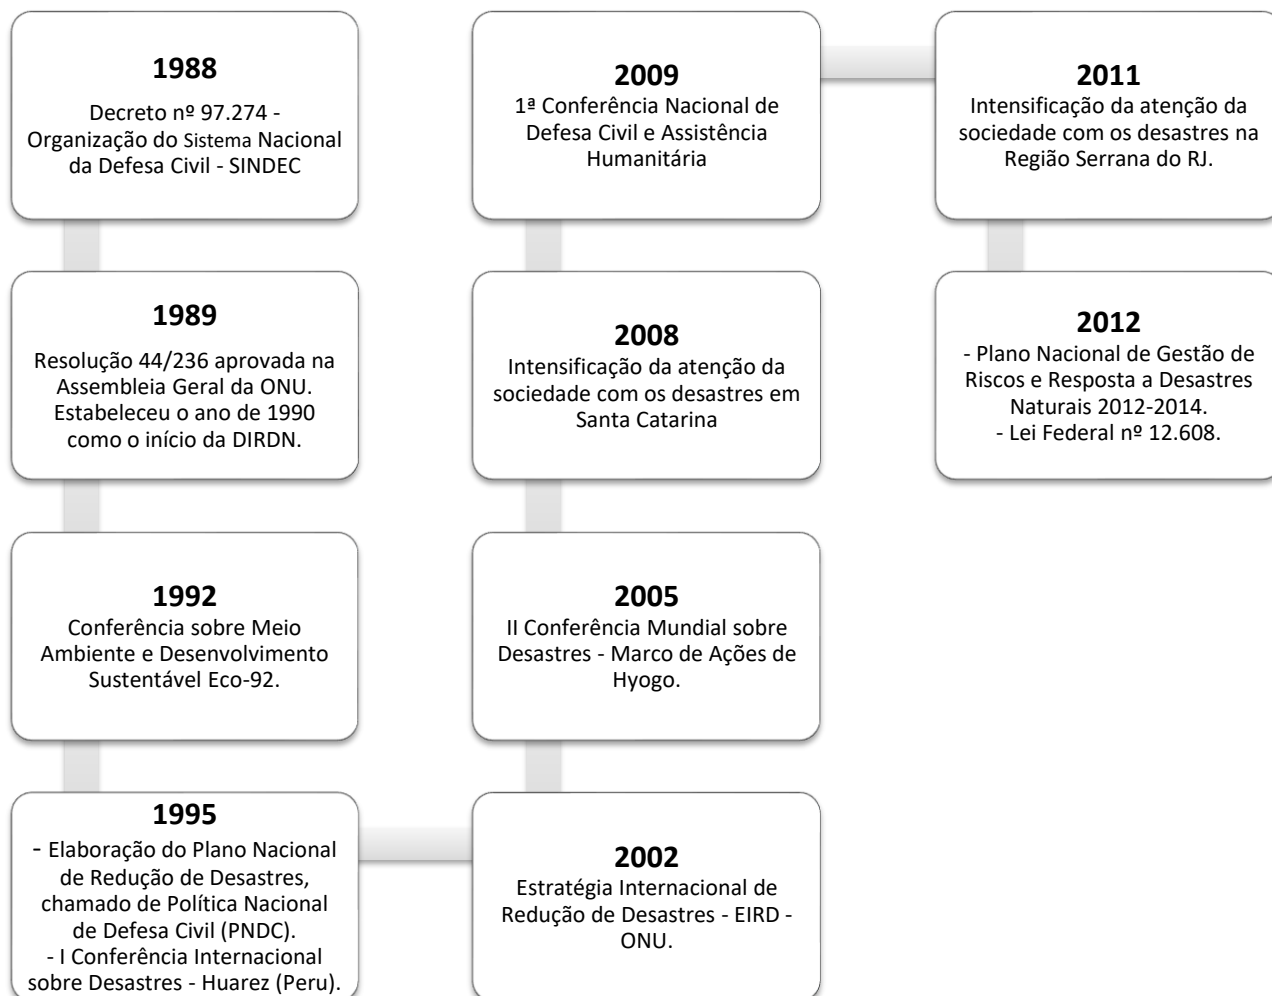 1988
Decreto nº 97.274 -
Organização do Sistema Nacional
da Defesa Civil - SINDEC
1989
Resolução 44/236 aprovada na
Assembleia Geral da ONU.
Estabeleceu o ano de 1990
como o início da DIRDN.
1992
Conferência sobre Meio
Ambiente e Desenvolvimento
Sustentável Eco-92.
1995
- Elaboração do Plano Nacional
de Redução de Desastres,
chamado de Política Nacional
de Defesa Civil (PNDC).
- I Conferência Internacional
sobre Desastres - Huarez (Peru).
2002
Estratégia Internacional de
Redução de Desastres - EIRD -
ONU.
2005
II Conferência Mundial sobre
Desastres - Marco de Ações de
Hyogo.
2008
Intensificação da atenção da
sociedade com os desastres em
Santa Catarina
2009
1ª Conferência Nacional de
Defesa Civil e Assistência
Humanitária
2011
Intensificação da atenção da
sociedade com os desastres na
Região Serrana do RJ.
2012
- Plano Nacional de Gestão de
Riscos e Resposta a Desastres
Naturais 2012-2014.
- Lei Federal nº 12.608.